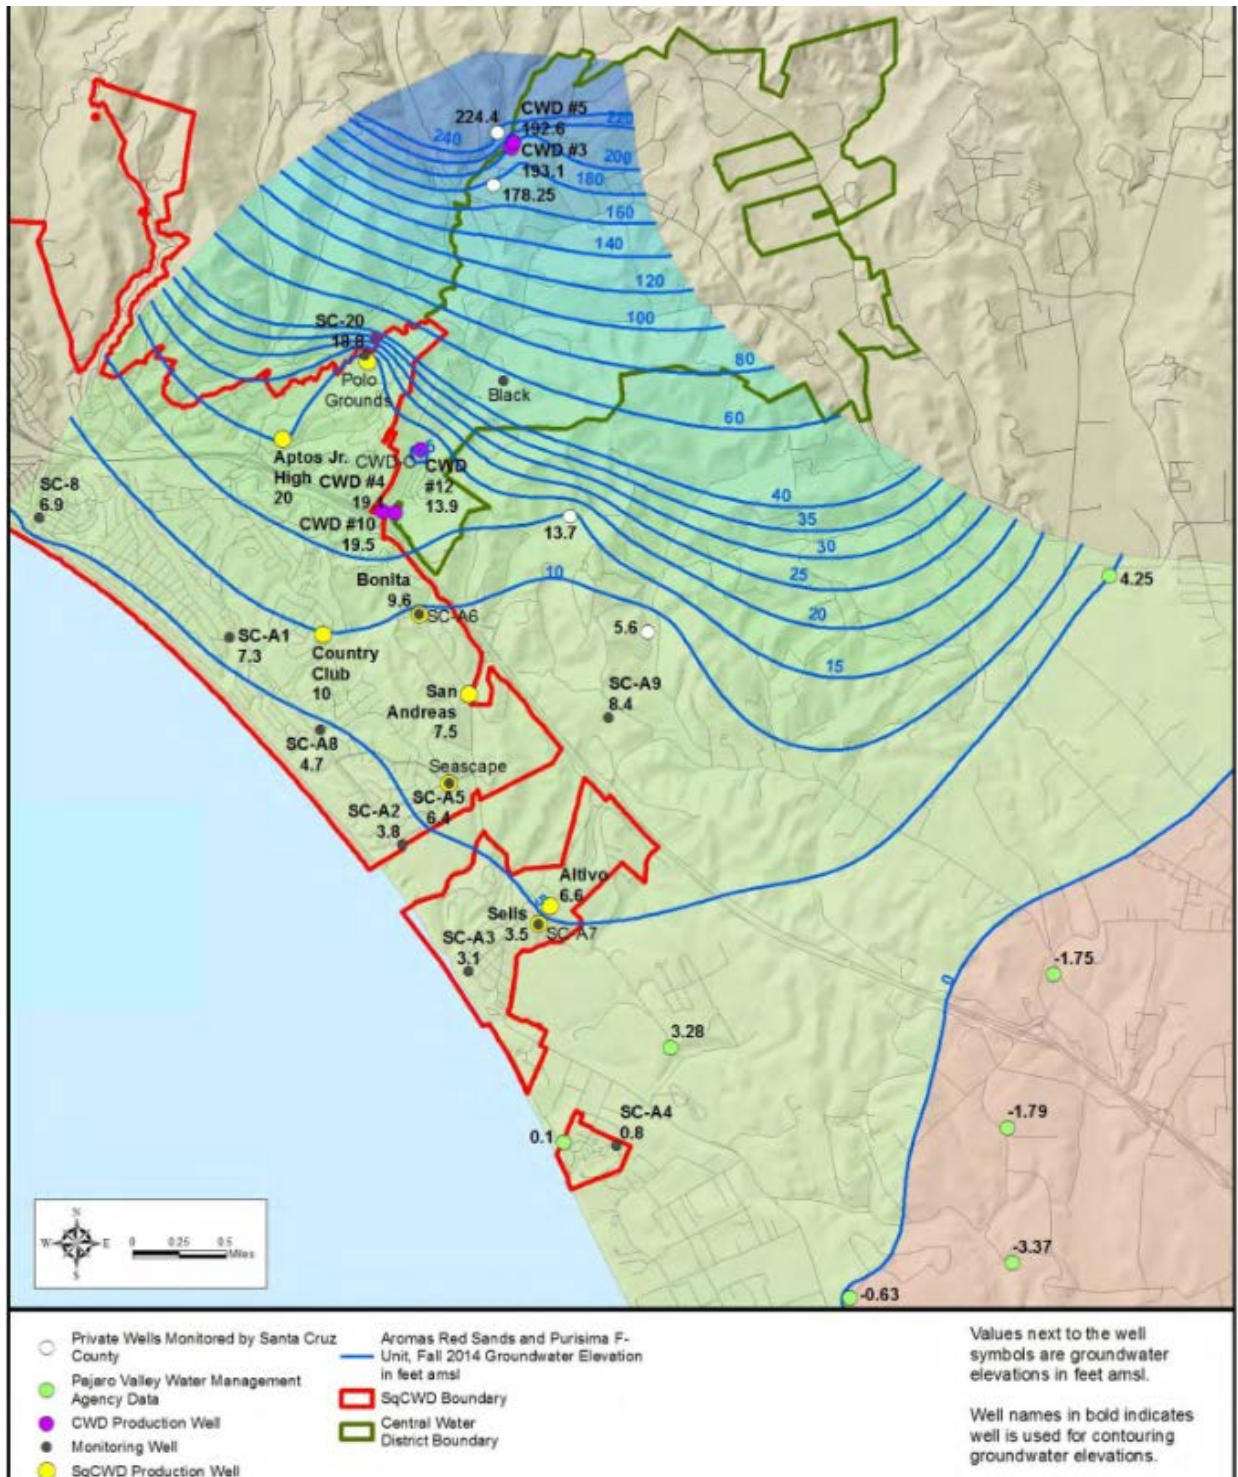 224.4
CWD #5
192.6
CWD #3
193.1
178.25
220
240
200
180
160
140
120
100
80
60
40
35
30
25
20
15
10
5
5
0
SC-20
18.8
Polo
Grounds
Black
Aptos Jr.
High
20
CWD #4
19.1
CWD
#12
13.9
CWD #10
19.5
13.7
SC-8
6.9
Bonita
9.6
SC-A6
5.6
4.25
SC-A1
7.3
Country
Club
10
San
Andreas
7.5
SC-A9
8.4
SC-A8
4.7
Seascape
SC-A5
6.4
SC-A2
3.8
Altivo
6.6
Sells
3.5
SC-A7
SC-A3
3.1
-1.75
3.28
-1.79
SC-A4
0.8
0.1
-3.37
-0.63
N
W E
S
0 0.25 0.5
Miles
Private Wells Monitored by Santa Cruz
County
Pajaro Valley Water Management
Agency Data
CWD Production Well
Monitoring Well
SqCWD Production Well
Aromas Red Sands and Purisima F-
Unit, Fall 2014 Groundwater Elevation
in feet amsl
SqCWD Boundary
Central Water
District Boundary
Values next to the well
symbols are groundwater
elevations in feet amsl.
Well names in bold indicates
well is used for contouring
groundwater elevations.